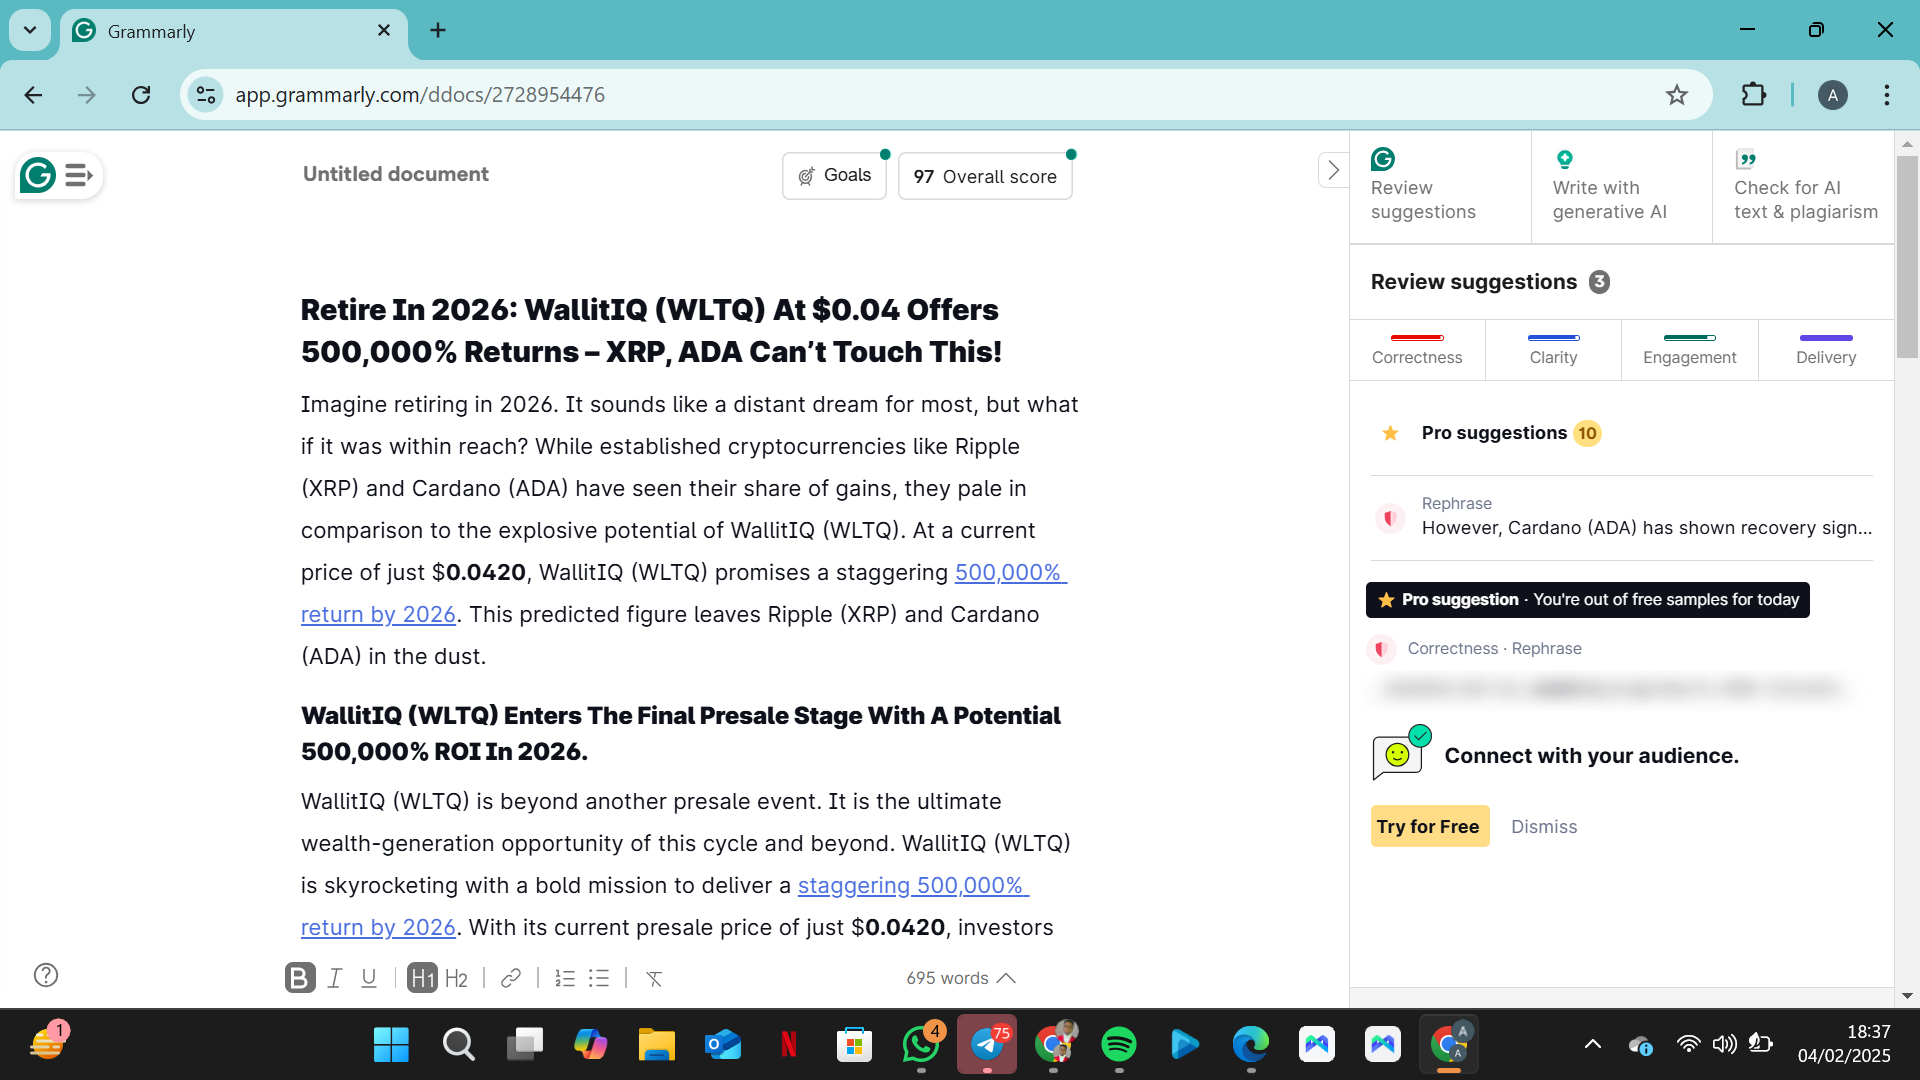 Grammarly
app.grammarly.com/ddocs/2728954476
A
Untitled document
Goals
97 Overall score
Review suggestions
Write with generative AI
Check for AI text & plagiarism
Review suggestions 3
Correctness
Clarity
Engagement
Delivery
Retire In 2026: WallitIQ (WLTQ) At $0.04 Offers
500,000% Returns – XRP, ADA Can’t Touch This!
Imagine retiring in 2026. It sounds like a distant dream for most, but what
if it was within reach? While established cryptocurrencies like Ripple
(XRP) and Cardano (ADA) have seen their share of gains, they pale in
comparison to the explosive potential of WallitIQ (WLTQ). At a current
price of just $0.0420, WallitIQ (WLTQ) promises a staggering 500,000%
return by 2026. This predicted figure leaves Ripple (XRP) and Cardano
(ADA) in the dust.
WallitIQ (WLTQ) Enters The Final Presale Stage With A Potential
500,000% ROI In 2026.
WallitIQ (WLTQ) is beyond another presale event. It is the ultimate
wealth-generation opportunity of this cycle and beyond. WallitIQ (WLTQ)
is skyrocketing with a bold mission to deliver a staggering 500,000%
return by 2026. With its current presale price of just $0.0420, investors
Pro suggestions 10
Rephrase
However, Cardano (ADA) has shown recovery sign...
Pro suggestion · You're out of free samples for today
Correctness · Rephrase
Connect with your audience.
Try for Free
Dismiss
B I U H1 H2
695 words
1
4
75
A
A
18:37
04/02/2025